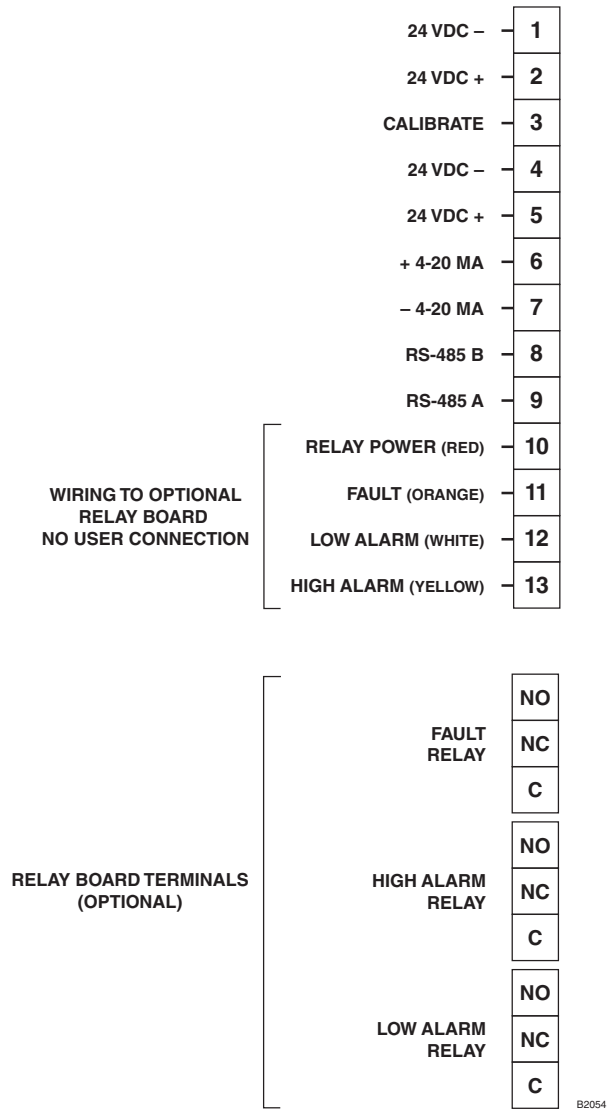 24 VDC – 1
24 VDC + 2
CALIBRATE 3
24 VDC – 4
24 VDC + 5
+ 4-20 MA 6
– 4-20 MA 7
RS-485 B 8
RS-485 A 9
WIRING TO OPTIONAL
RELAY BOARD
NO USER CONNECTION
RELAY POWER (RED) 10
FAULT (ORANGE) 11
LOW ALARM (WHITE) 12
HIGH ALARM (YELLOW) 13
RELAY BOARD TERMINALS
(OPTIONAL)
FAULT
RELAY
NO
NC
C
HIGH ALARM
RELAY
NO
NC
C
LOW ALARM
RELAY
NO
NC
C
B2054